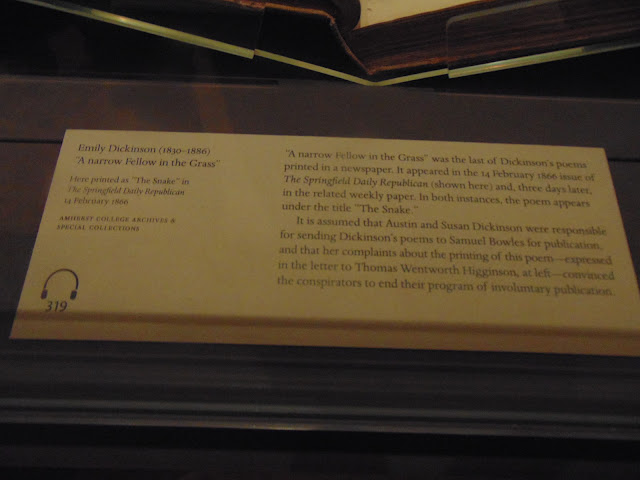 Emily Dickinson (1830–1886)
"A narrow Fellow in the Grass"
Here printed as "The Snake" in
The Springfield Daily Republican
14 February 1866
AMHERST COLLEGE ARCHIVES &
SPECIAL COLLECTIONS
319
"A narrow Fellow in the Grass" was the last of Dickinson's poems
printed in a newspaper. It appeared in the 14 February 1866 issue of
The Springfield Daily Republican (shown here) and, three days later,
in the related weekly paper. In both instances, the poem appears
under the title "The Snake."
It is assumed that Austin and Susan Dickinson were responsible
for sending Dickinson's poems to Samuel Bowles for publication,
and that her complaints about the printing of this poem—expressed
in the letter to Thomas Wentworth Higginson, at left—convinced
the conspirators to end their program of involuntary publication.